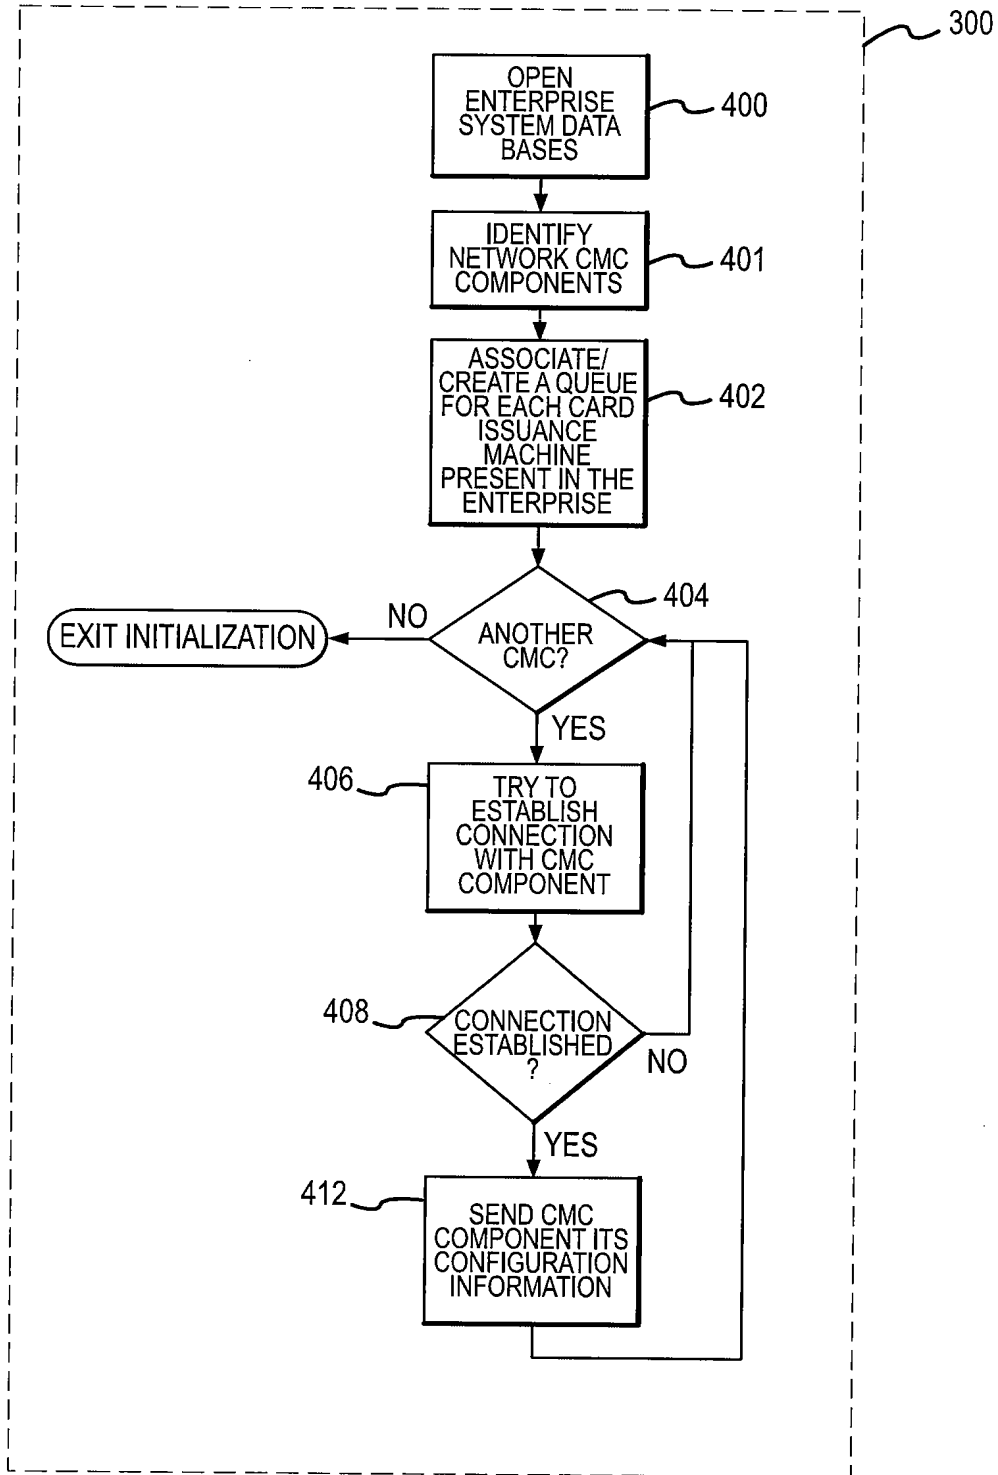 300
OPEN
ENTERPRISE
SYSTEM DATA
BASES
400
IDENTIFY
NETWORK CMC
COMPONENTS
401
ASSOCIATE/
CREATE A QUEUE
FOR EACH CARD
ISSUANCE
MACHINE
PRESENT IN THE
ENTERPRISE
402
404
NO
EXIT INITIALIZATION
ANOTHER
CMC?
YES
406
TRY TO
ESTABLISH
CONNECTION
WITH CMC
COMPONENT
408
CONNECTION
ESTABLISHED
?
NO
YES
412
SEND CMC
COMPONENT ITS
CONFIGURATION
INFORMATION